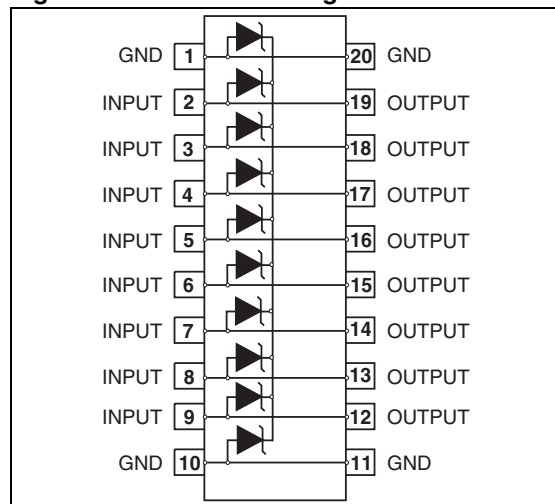 GND 1 20 GND
INPUT 2 19 OUTPUT
INPUT 3 18 OUTPUT
INPUT 4 17 OUTPUT
INPUT 5 16 OUTPUT
INPUT 6 15 OUTPUT
INPUT 7 14 OUTPUT
INPUT 8 13 OUTPUT
INPUT 9 12 OUTPUT
GND 10 11 GND